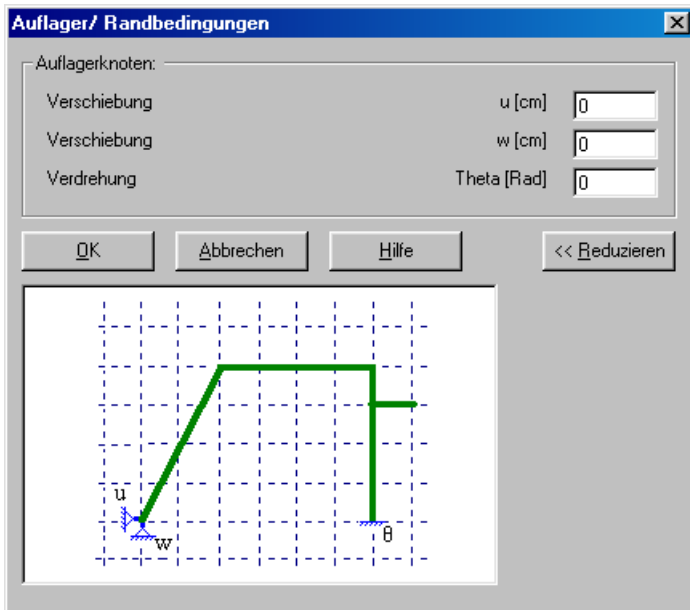 Auflager/ Randbedingungen
Auflagerknoten:
Verschiebung u [cm] 0
Verschiebung w [cm] 0
Verdrehung Theta [Rad] 0
OK Abbrechen Hilfe << Reduzieren
u
w
θ